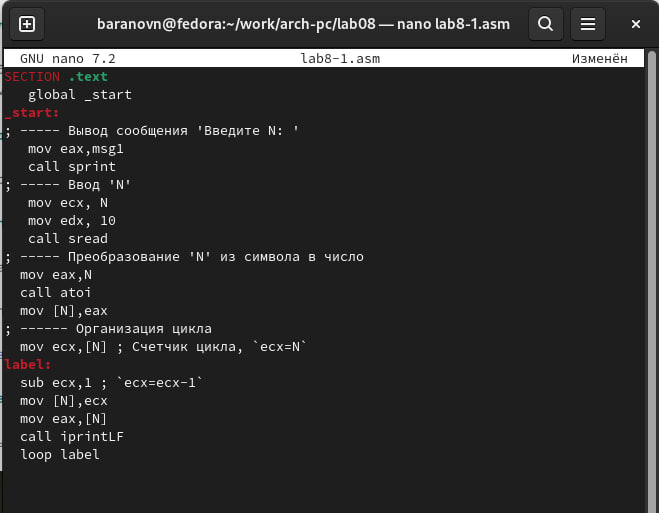 baranovn@fedora:~/work/arch-pc/lab08 — nano lab8-1.asm
GNU nano 7.2 lab8-1.asm Изменён
SECTION .text
global _start
_start:
; ----- Вывод сообщения 'Введите N: '
mov eax,msg1
call sprint
; ----- Ввод 'N'
mov ecx, N
mov edx, 10
call sread
; ----- Преобразование 'N' из символа в число
mov eax,N
call atoi
mov [N],eax
; ------ Организация цикла
mov ecx,[N] ; Счетчик цикла, `ecx=N`
label:
sub ecx,1 ; `ecx=ecx-1`
mov [N],ecx
mov eax,[N]
call iprintLF
loop label